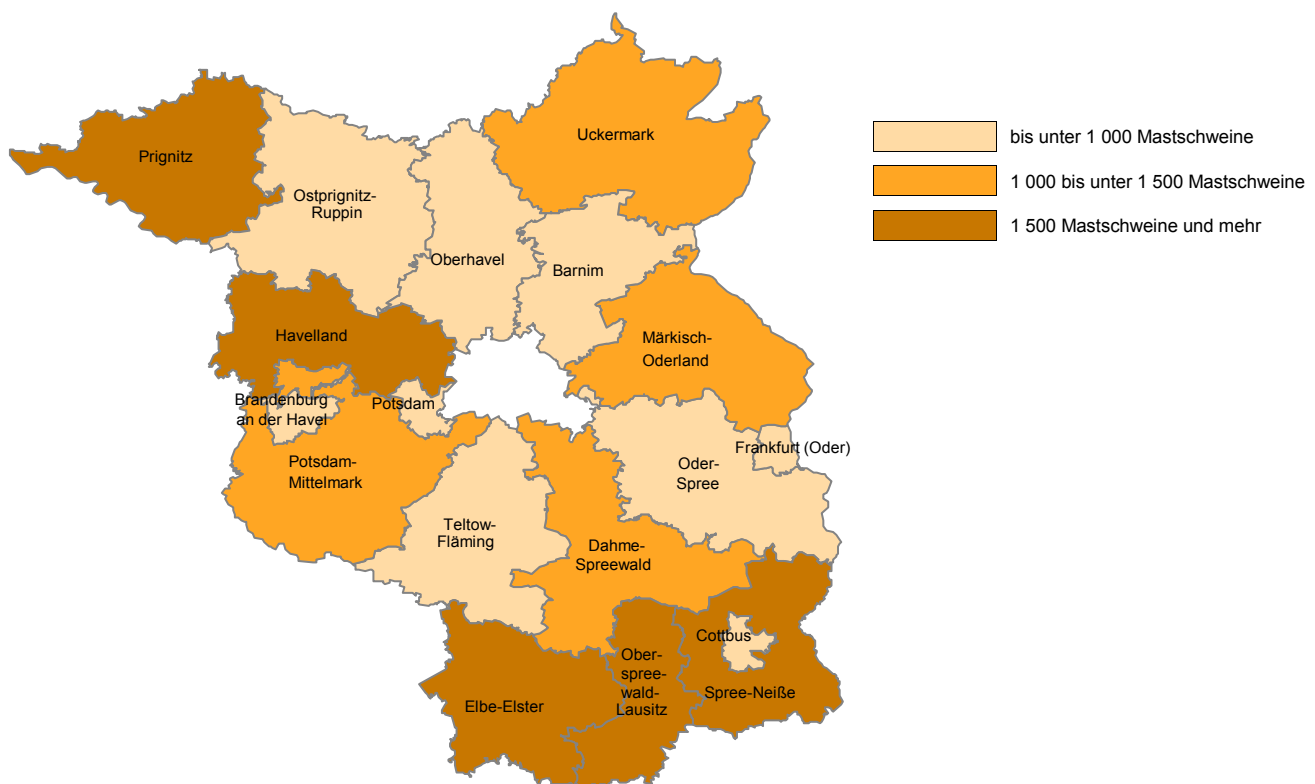 Uckermark
Prignitz
Ostprignitz-
Ruppin
Oberhavel
Barnim
Havelland
Märkisch-
Oderland
Brandenburg
an der Havel
Potsdam
Frankfurt (Oder)
Potsdam-
Mittelmark
Oder-
Spree
Teltow-
Fläming
Dahme-
Spreewald
Cottbus
Ober-
spree-
wald-
Lausitz
Spree-Neiße
Elbe-Elster
bis unter 1 000 Mastschweine
1 000 bis unter 1 500 Mastschweine
1 500 Mastschweine und mehr